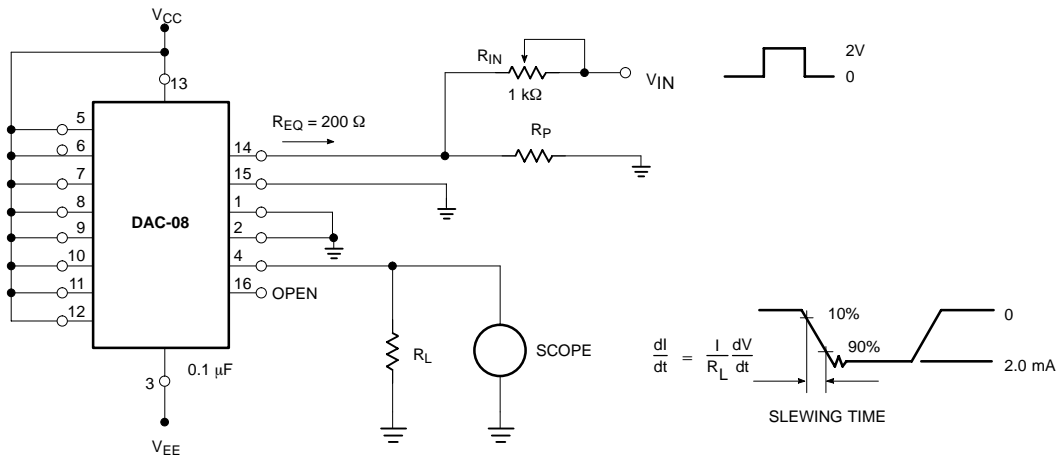 VCC
13
5
6
7
8
9
10
11
12
DAC-08
14
15
1
2
4
16
OPEN
3
0.1 μF
VEE
REQ = 200 Ω
RIN
1 kΩ
VIN
RP
2V
0
RL
SCOPE
dI/dt = I/RL dV/dt
10%
90%
0
2.0 mA
SLEWING TIME